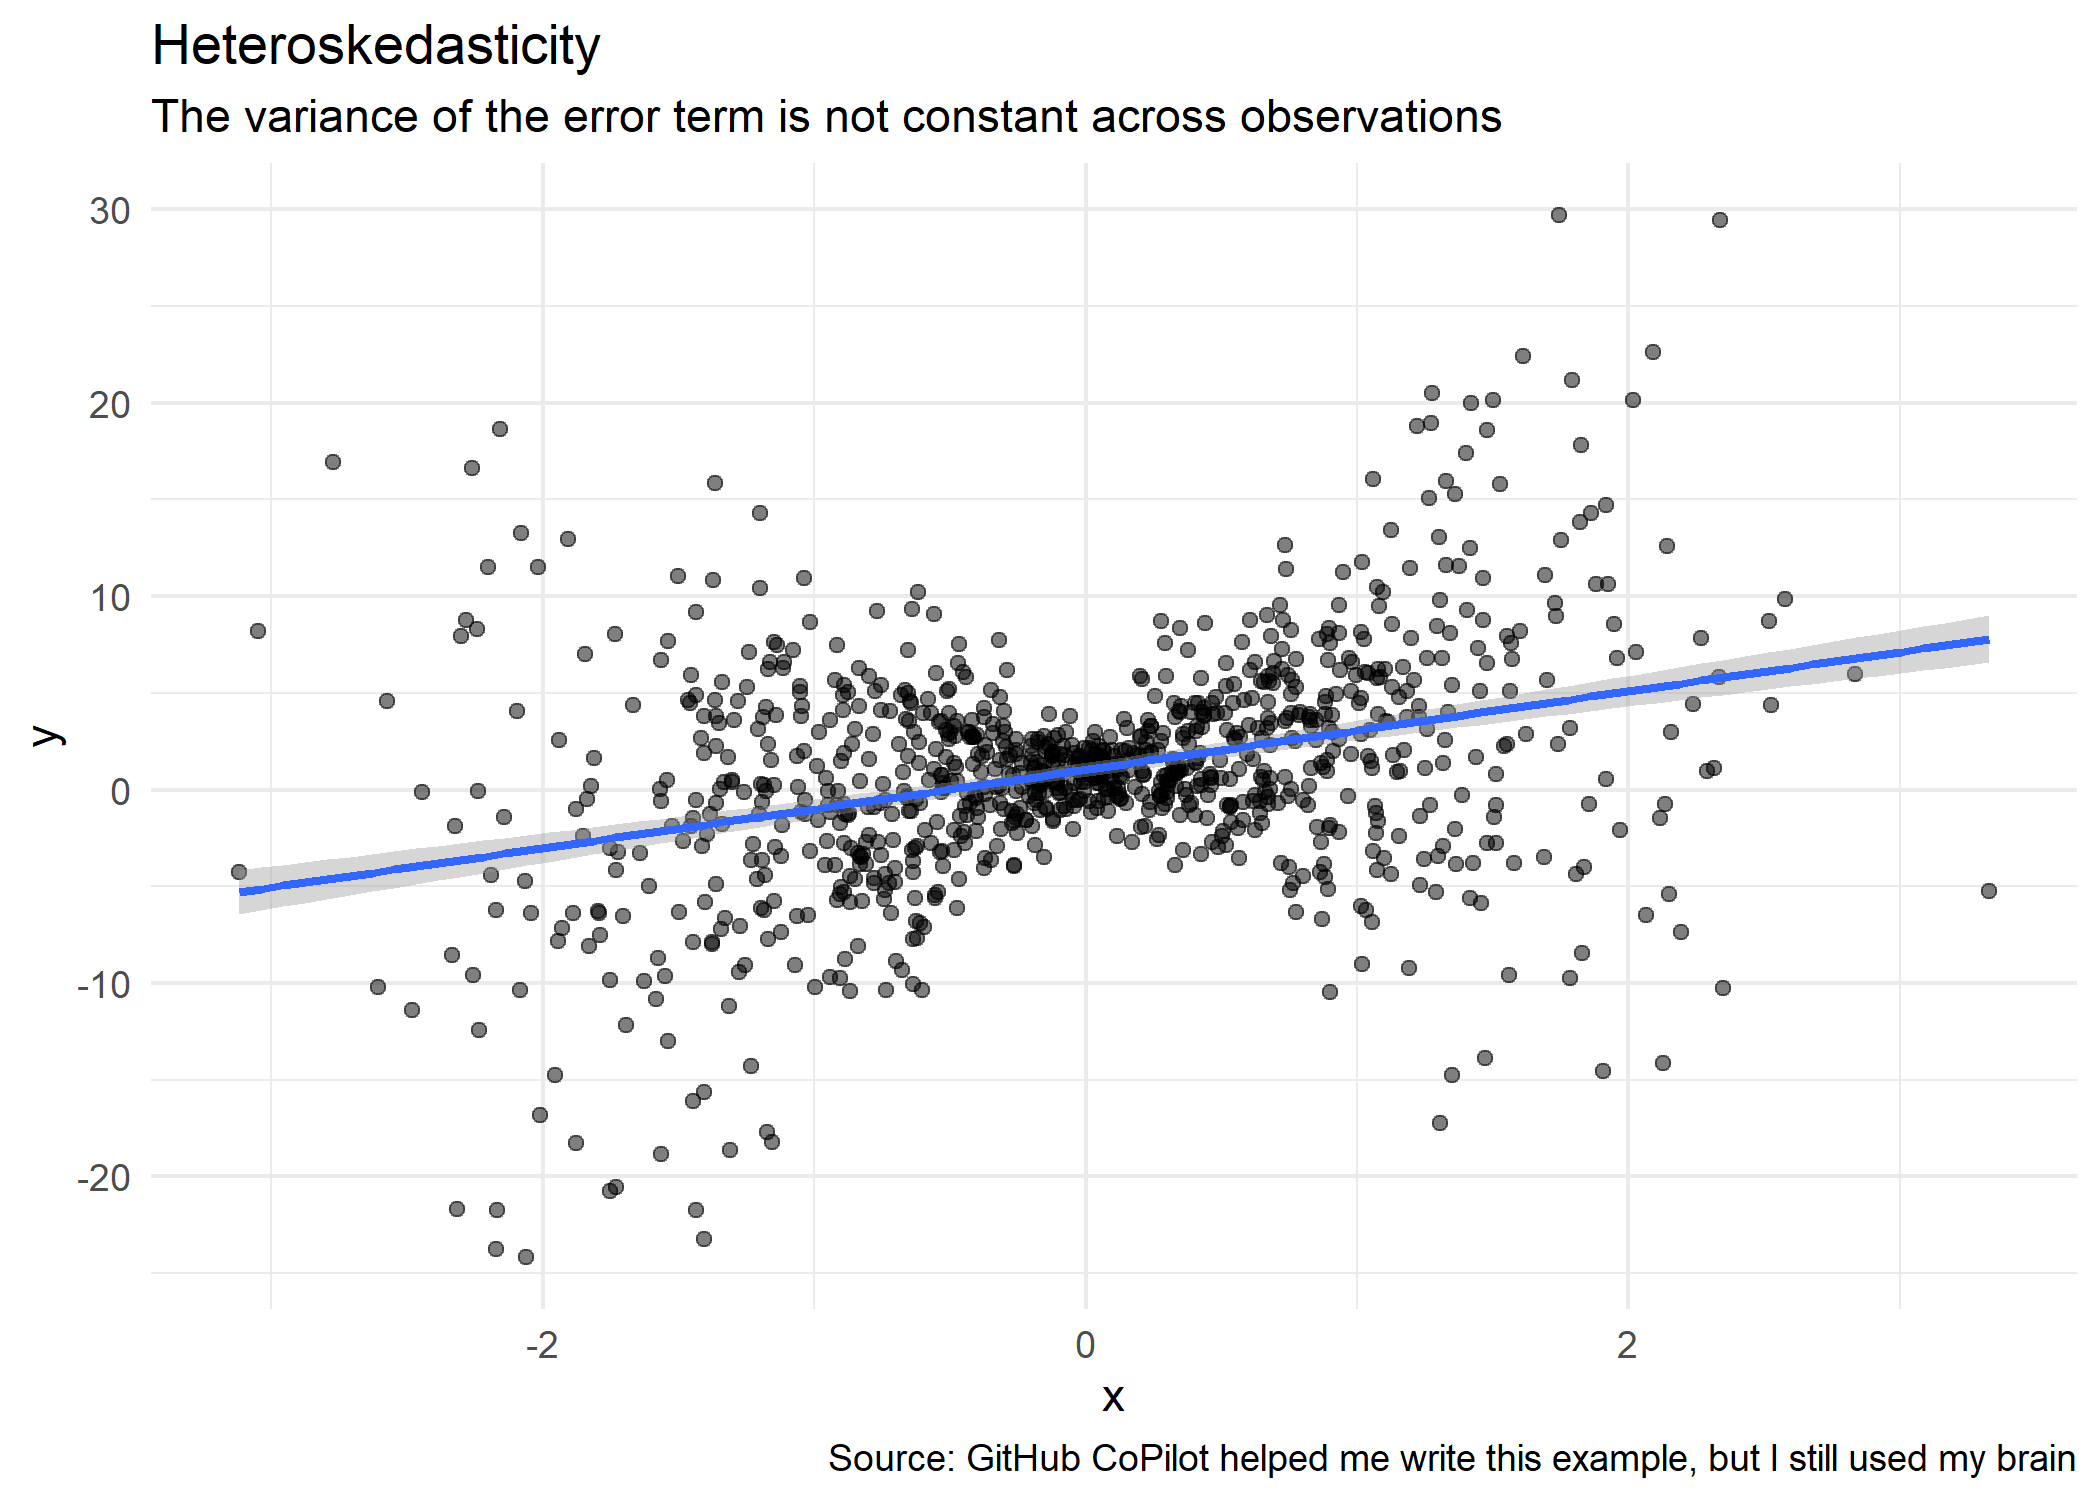 Heteroskedasticity
The variance of the error term is not constant across observations
30
20
10
0
-10
-20
y
-2
0
2
x
Source: GitHub CoPilot helped me write this example, but I still used my brain